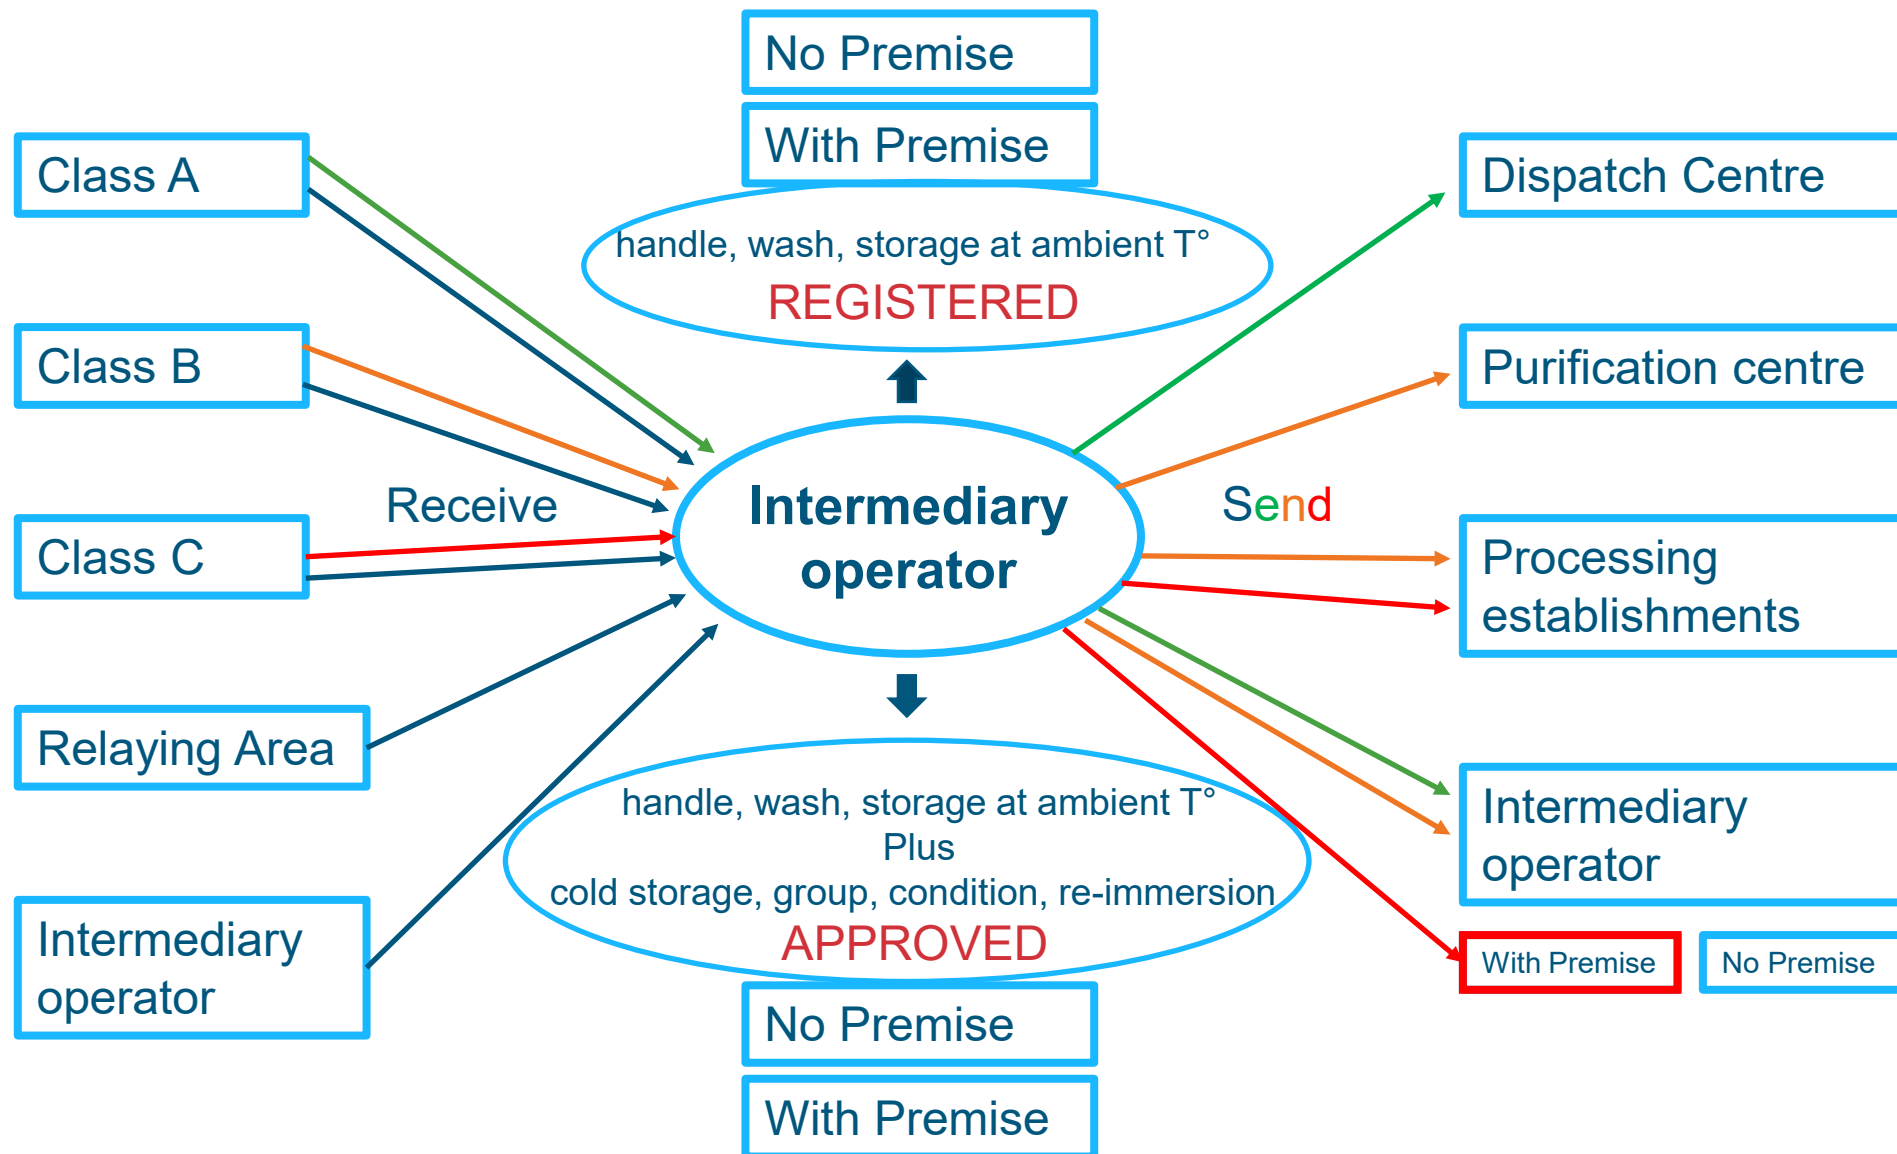 No Premise
With Premise
Class A
Class B
Class C
Relaying Area
Intermediary
operator
Receive
handle, wash, storage at ambient T°
REGISTERED
Intermediary
operator
handle, wash, storage at ambient T°
Plus
cold storage, group, condition, re-immersion
APPROVED
No Premise
With Premise
Send
Dispatch Centre
Purification centre
Processing
establishments
Intermediary
operator
With Premise
No Premise